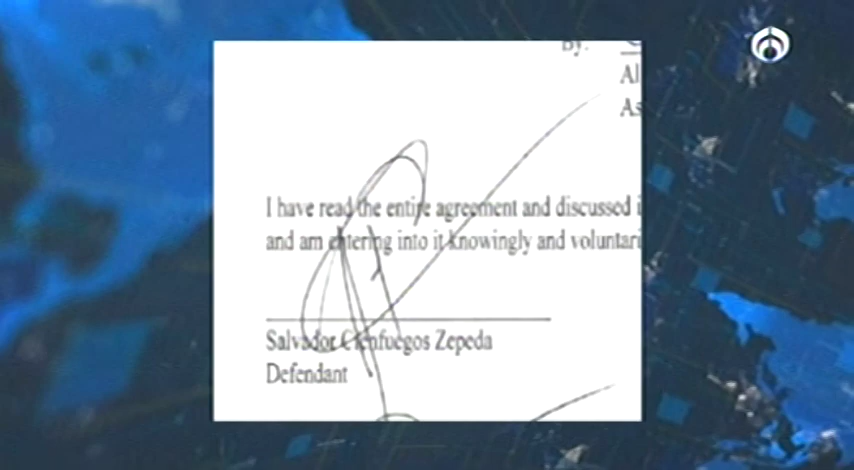 By:
Al
As
I have read the entire agreement and discussed i
and am entering into it knowingly and voluntari
Salvador Cienfuegos Zepeda
Defendant